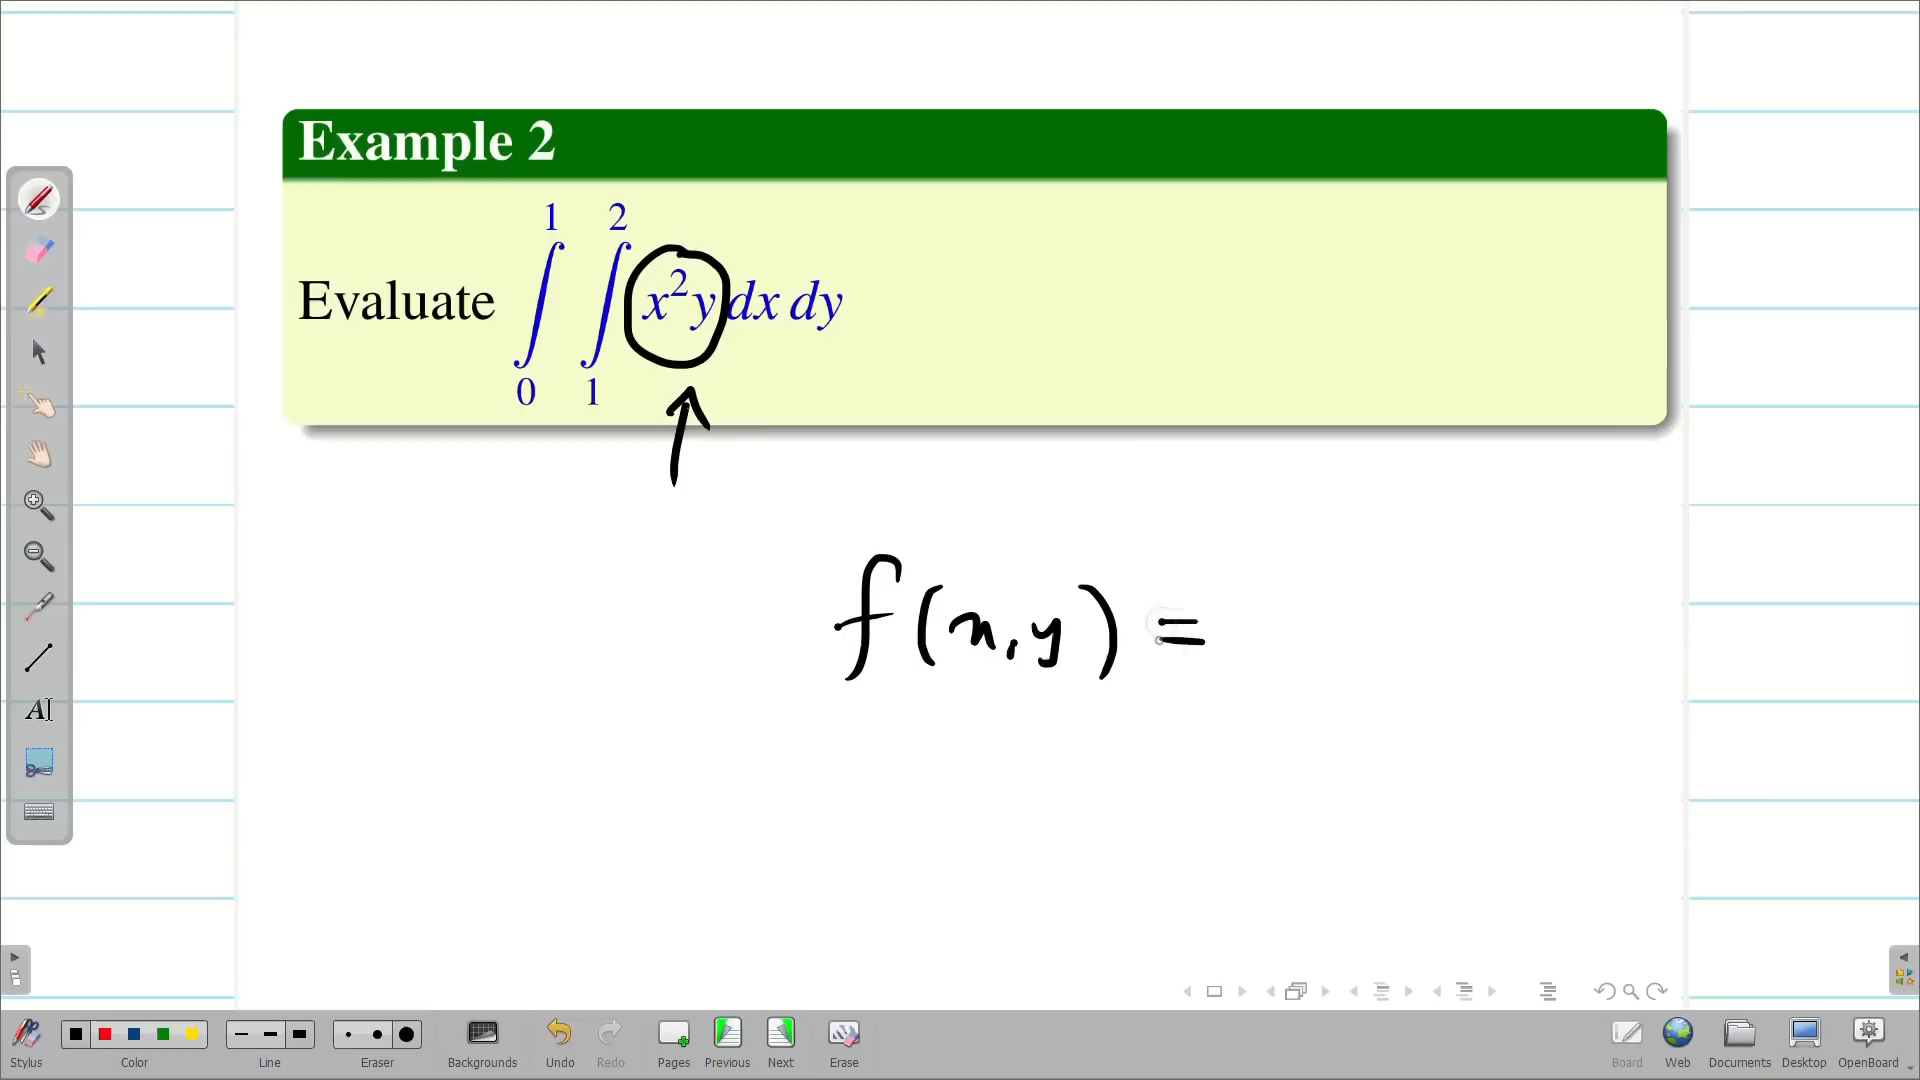 Example 2
Evaluate ∫₀¹ ∫₁² x²y dx dy
f(x,y) =
A
Stylus Color Line Eraser Backgrounds Undo Redo Pages Previous Next Erase Board Web Documents Desktop OpenBoard